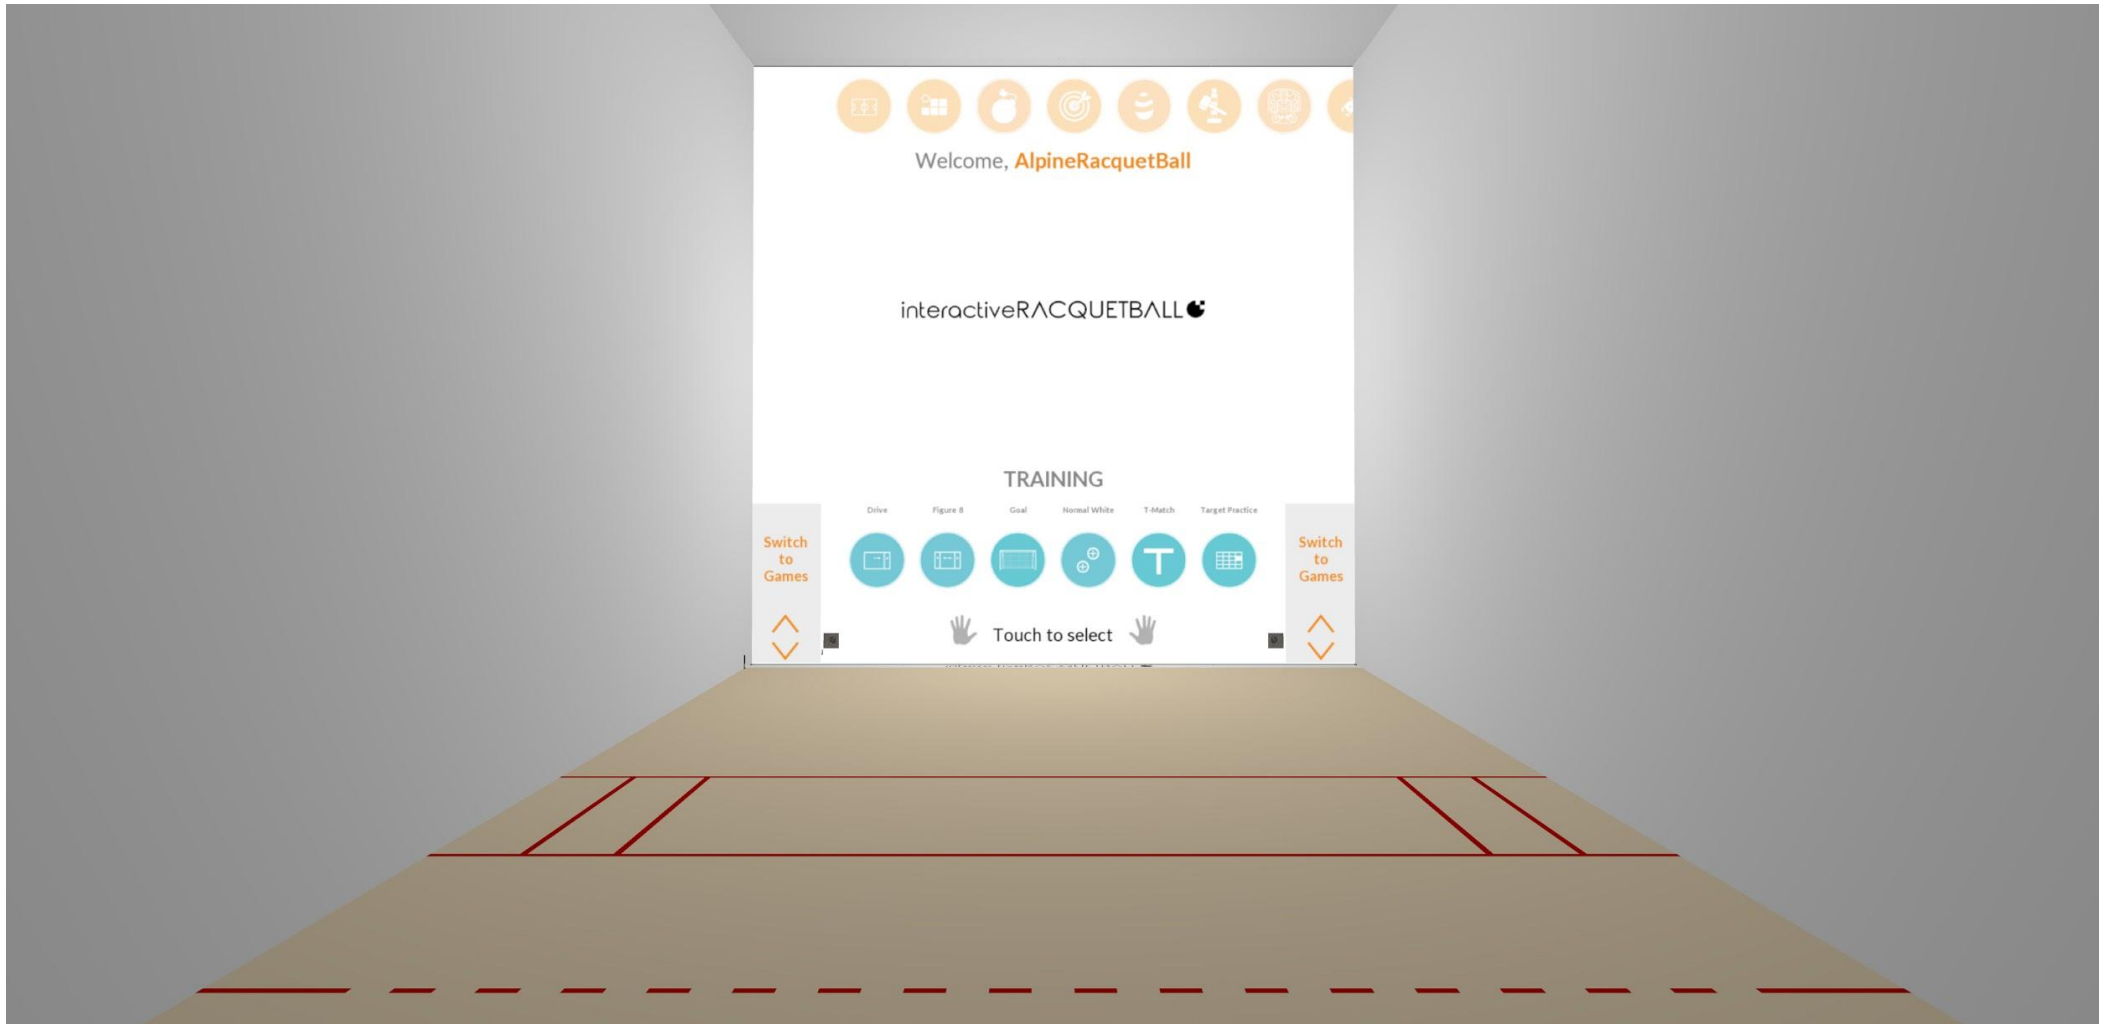 Welcome, AlpineRacquetBall
interactiveRACQUETBALL
TRAINING
Drive
Figure 8
Goal
Normal White
T-Match
Target Practice
T
Switch
to
Games
Switch
to
Games
Touch to select